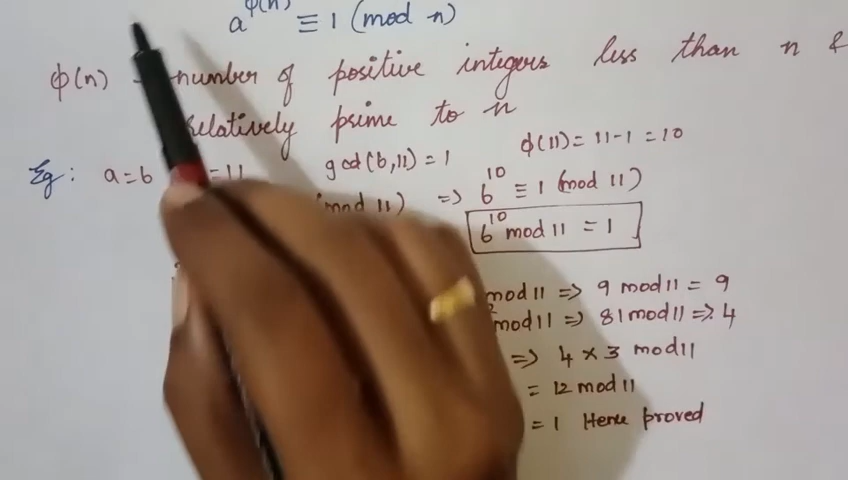 a^φ(n) ≡ 1 (mod n)
φ(n) - number of positive integers less than n &
relatively prime to n
Eg: a=6 =11 gcd(6,11)=1 φ(11)=11-1=10
(mod 11) => 6^10 ≡ 1 (mod 11)
6^10 mod 11 = 1
mod 11 => 9 mod 11 = 9
mod 11 => 81 mod 11 => 4
=> 4 × 3 mod 11
= 12 mod 11
= 1 Hence proved